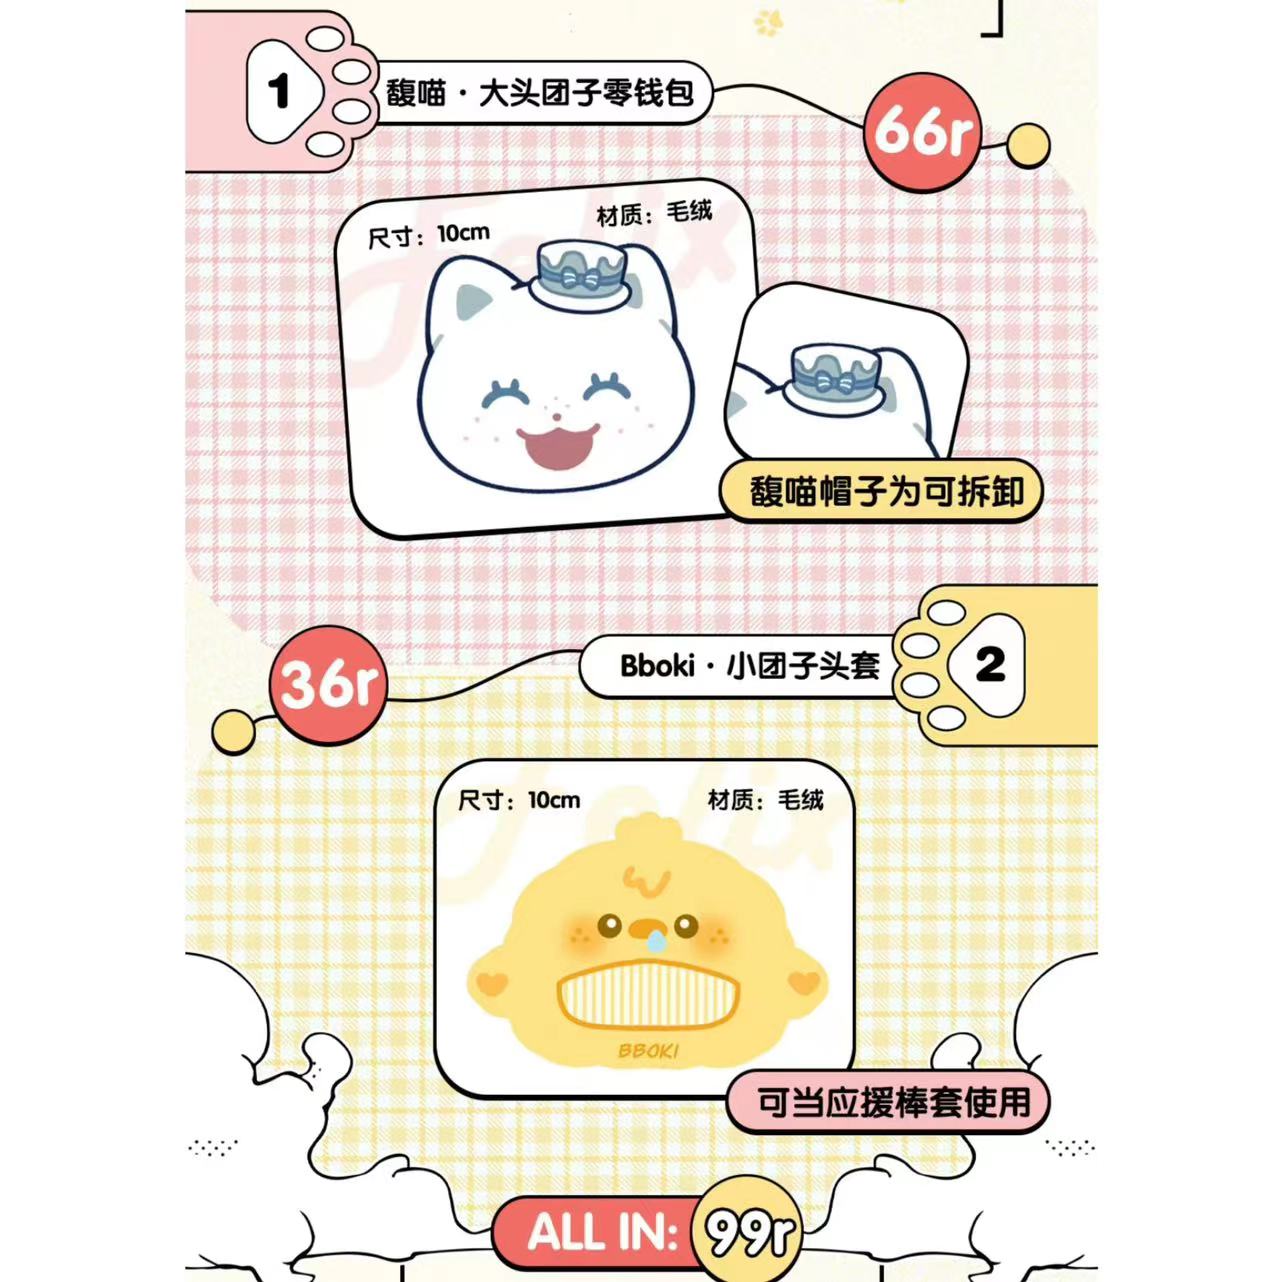 1
馥喵·大头团子零钱包
66r
Felix
尺寸：10cm
材质：毛绒
馥喵帽子为可拆卸
36r
Bboki·小团子头套
2
Felix
尺寸：10cm
材质：毛绒
BBOKI
可当应援棒套使用
ALL IN: 99r